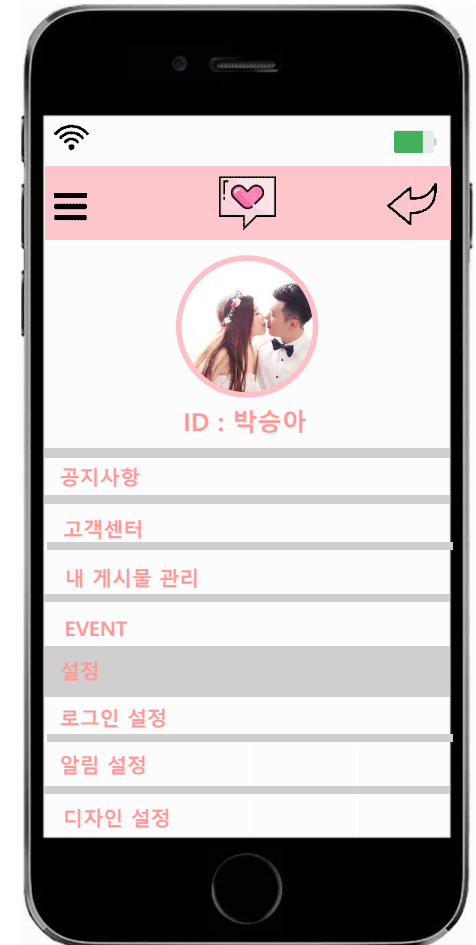 ID : 박승아
공지사항
고객센터
내 게시물 관리
EVENT
설정
로그인 설정
알림 설정
디자인 설정